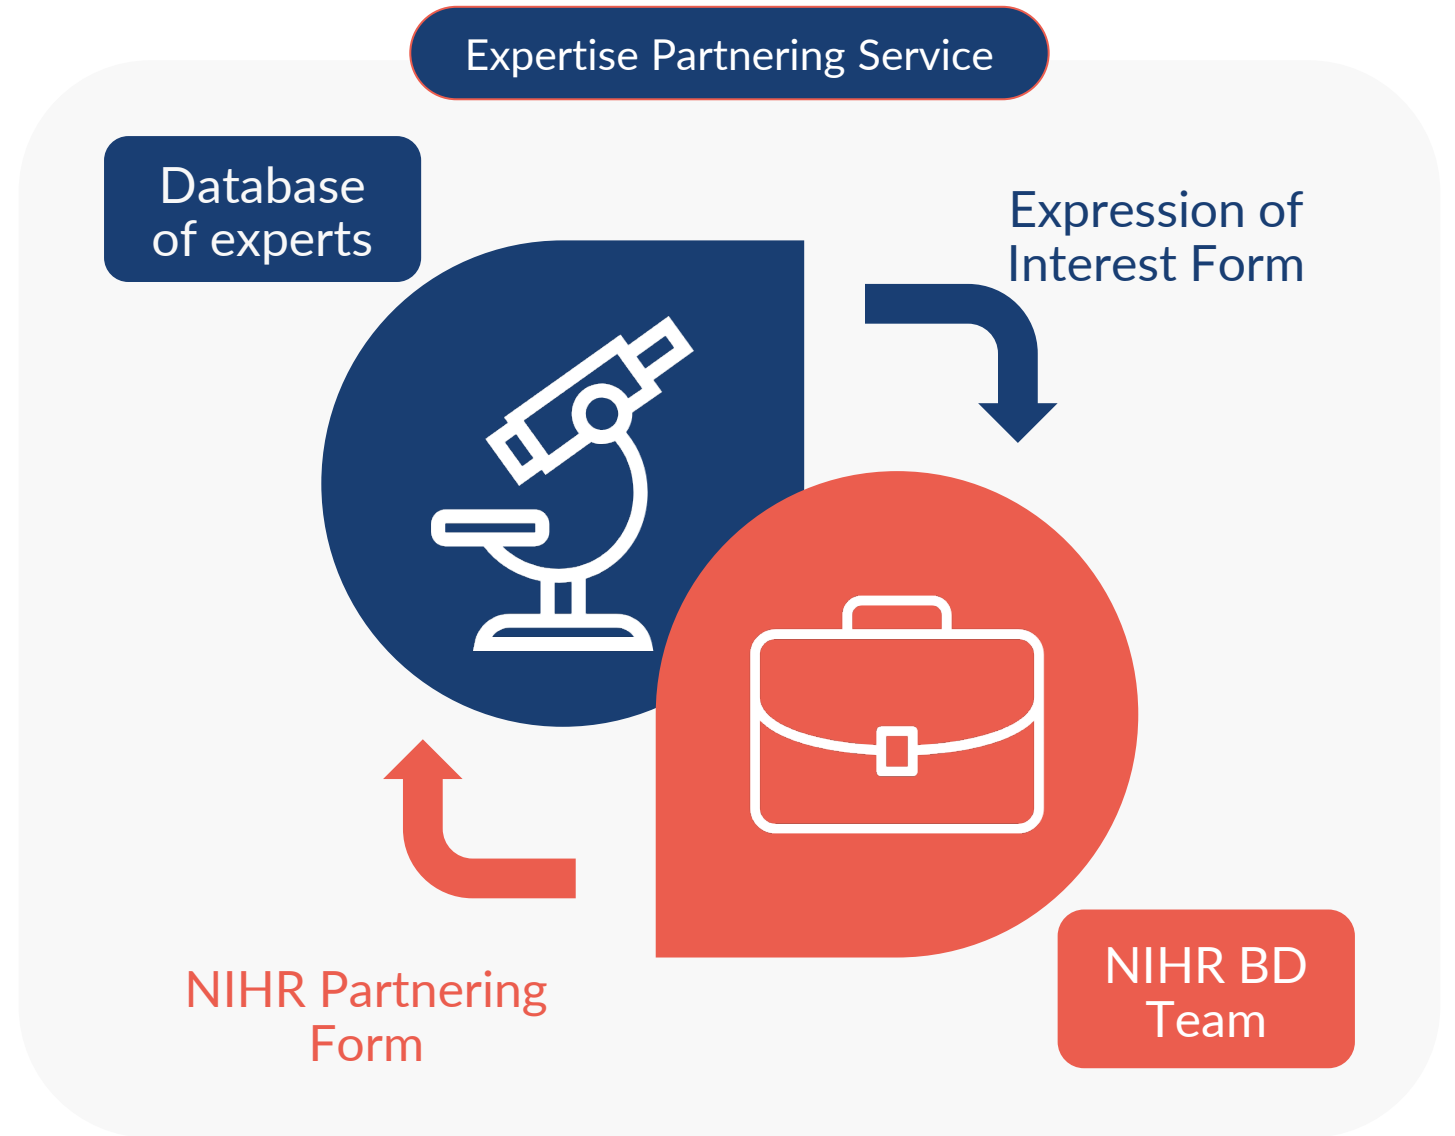 Expertise Partnering Service
Database
of experts
Expression of
Interest Form
NIHR Partnering
Form
NIHR BD
Team